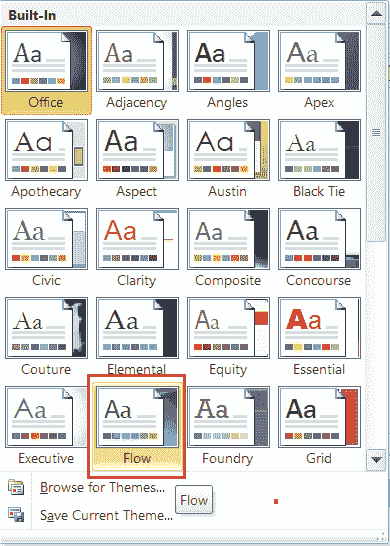 Built-In
Aa Aa Aa Aa
Office Adjacency Angles Apex
Aa Aa Aa Aa
Apothecary Aspect Austin Black Tie
Aa Aa Aa Aa
Civic Clarity Composite Concourse
Aa Aa Aa Aa
Couture Elemental Equity Essential
Aa Aa Aa Aa
Executive Flow Foundry Grid
Browse for Themes...
Flow
Save Current Theme...